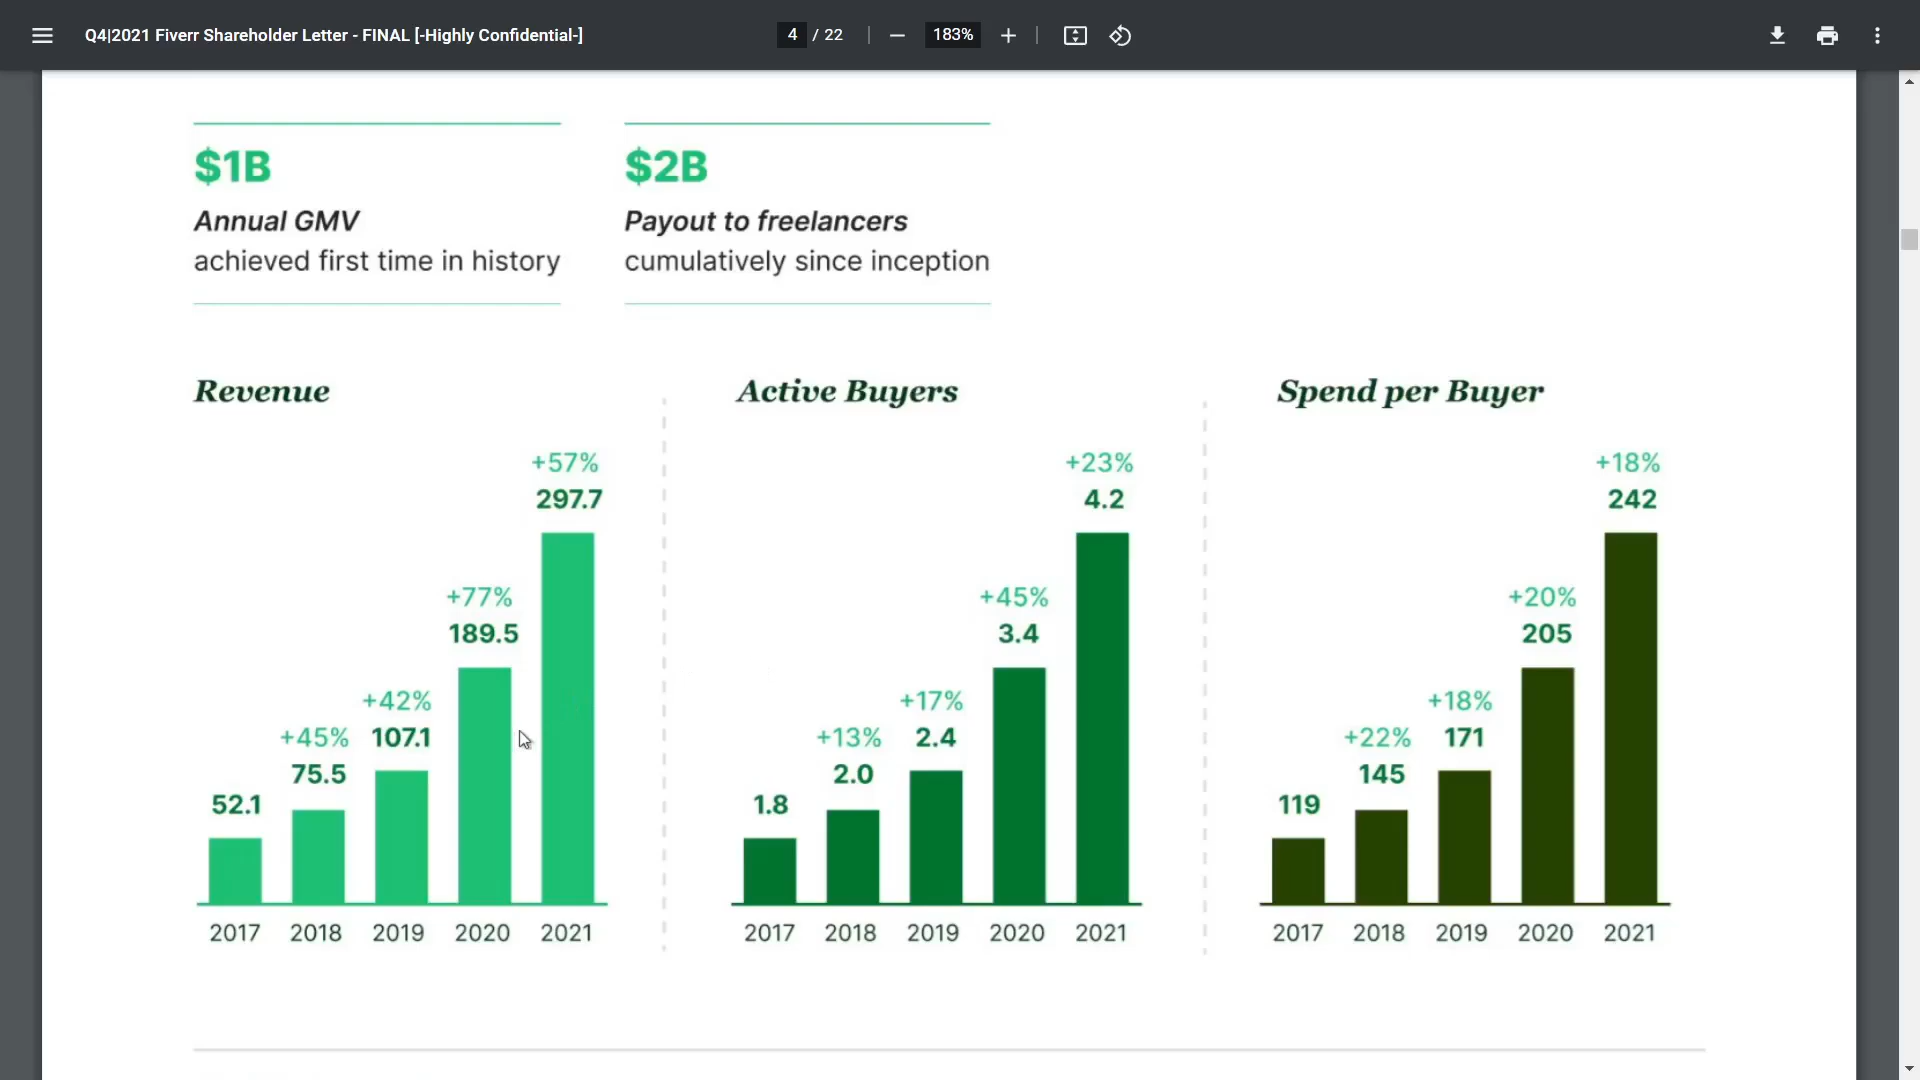 Q4|2021 Fiverr Shareholder Letter - FINAL [-Highly Confidential-]
4 / 22
183%
$1B
Annual GMV
achieved first time in history
$2B
Payout to freelancers
cumulatively since inception
Revenue
+57%
297.7
+77%
189.5
+42%
107.1
+45%
75.5
52.1
2017 2018 2019 2020 2021
Active Buyers
+23%
4.2
+45%
3.4
+17%
2.4
+13%
2.0
1.8
2017 2018 2019 2020 2021
Spend per Buyer
+18%
242
+20%
205
+18%
171
+22%
145
119
2017 2018 2019 2020 2021